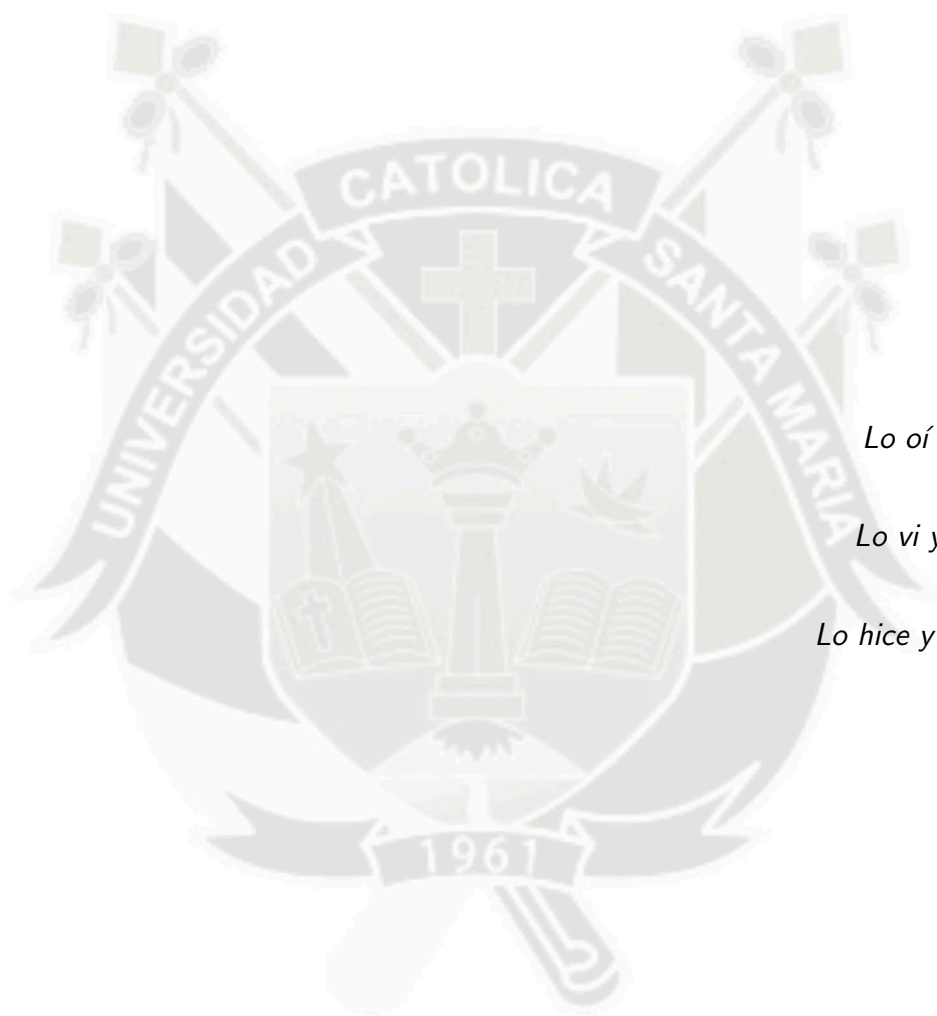 UNIVERSIDAD CATOLICA SANTA MARIA
Lo oí
Lo vi y
Lo hice y
1961